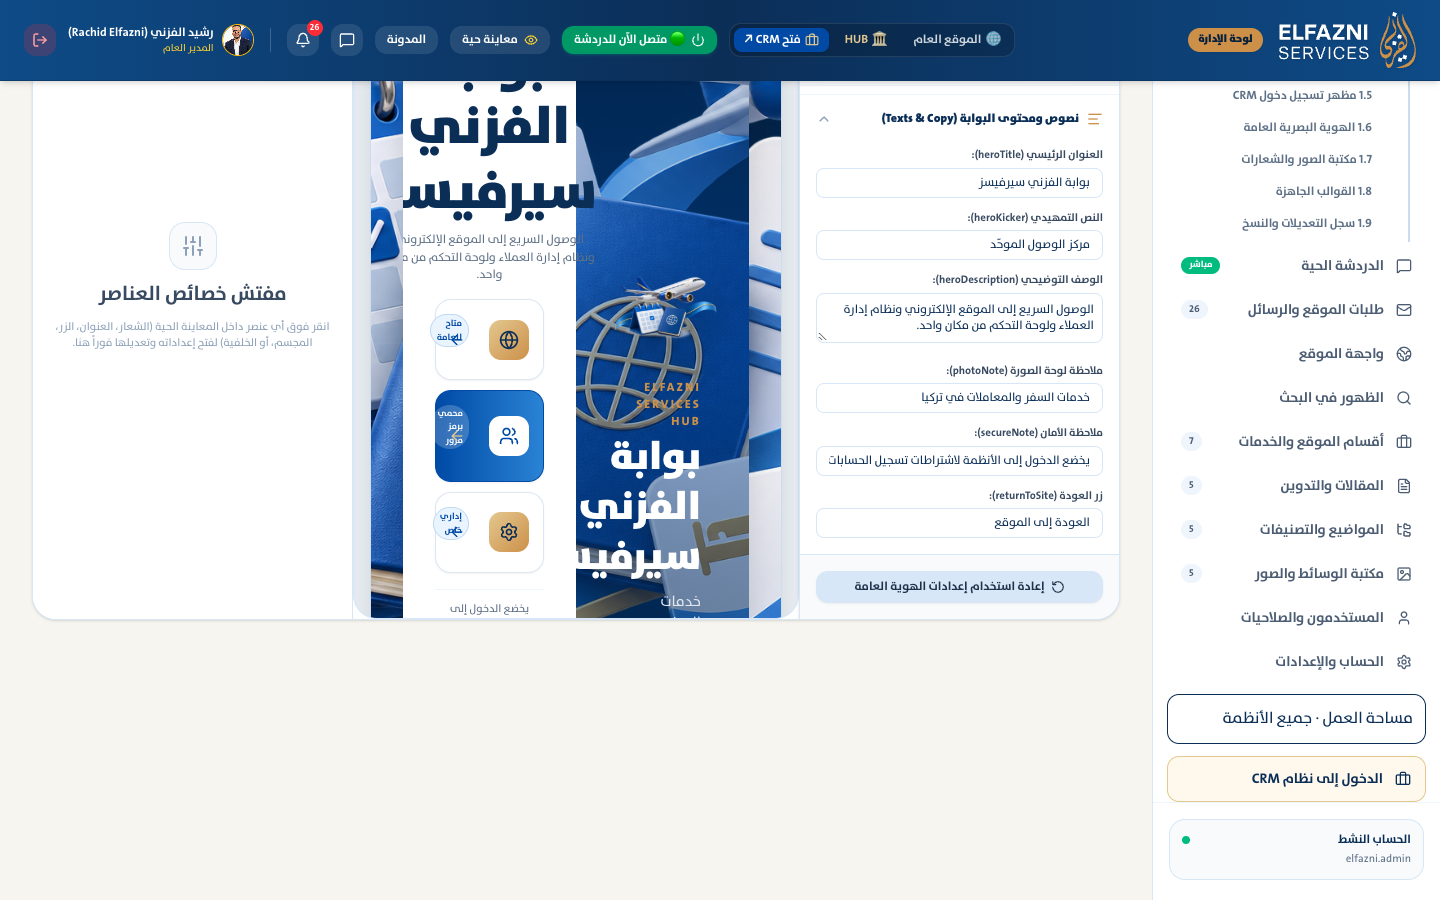 ELFAZNI
SERVICES
لوحة الإدارة
الموقع العام
HUB
فتح CRM
متصل الآن للدردشة
معاينة حية
المدونة
26
رشيد الفزني (Rachid Elfazni)
المدير العام
1.5 مظهر تسجيل دخول CRM
1.6 الهوية البصرية العامة
1.7 مكتبة الصور والشعارات
1.8 القوالب الجاهزة
1.9 سجل التعديلات والنسخ
الدردشة الحية
مباشر
طلبات الموقع والرسائل
26
واجهة الموقع
الظهور في البحث
أقسام الموقع والخدمات
7
المقالات والتدوين
5
المواضيع والتصنيفات
5
مكتبة الوسائط والصور
5
المستخدمون والصلاحيات
الحساب والإعدادات
مساحة العمل · جميع الأنظمة
الدخول إلى نظام CRM
الحساب النشط
elfazni.admin
نصوص ومحتوى البوابة (Texts & Copy)
العنوان الرئيسي (heroTitle):
بوابة الفزني سيرفيسز
النص التمهيدي (heroKicker):
مركز الوصول الموحّد
الوصف التوضيحي (heroDescription):
الوصول السريع إلى الموقع الإلكتروني ونظام إدارة
العملاء ولوحة التحكم من مكان واحد.
ملاحظة لوحة الصورة (photoNote):
خدمات السفر والمعاملات في تركيا
ملاحظة الأمان (secureNote):
يخضع الدخول إلى الأنظمة لاشتراطات تسجيل الحسابات
زر العودة (returnToSite):
العودة إلى الموقع
إعادة استخدام إعدادات الهوية العامة
ELFAZNI
SERVICES
HUB
بوابة
الفزني
سيرفيس
خدمات
الفزني
سيرفيس
الوصول السريع إلى الموقع الإلكتروني
ونظام إدارة العملاء ولوحة التحكم من م
واحد.
متاح
للعامة
محمي
برمز
مرور
إداري
خاص
يخضع الدخول إلى
مفتش خصائص العناصر
انقر فوق أي عنصر داخل المعاينة الحية (الشعار، العنوان، الزر،
المجسم، أو الخلفية) لفتح إعداداته وتعديلها فوراً هنا.